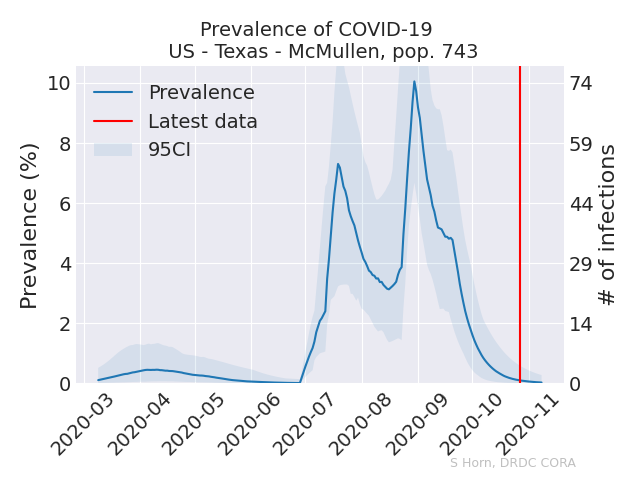 Prevalence of COVID-19
US - Texas - McMullen, pop. 743
Prevalence
Latest data
95CI
Prevalence (%)
10
8
6
4
2
0
74
59
44
29
14
0
# of infections
2020-03
2020-04
2020-05
2020-06
2020-07
2020-08
2020-09
2020-10
2020-11
S Horn, DRDC CORA